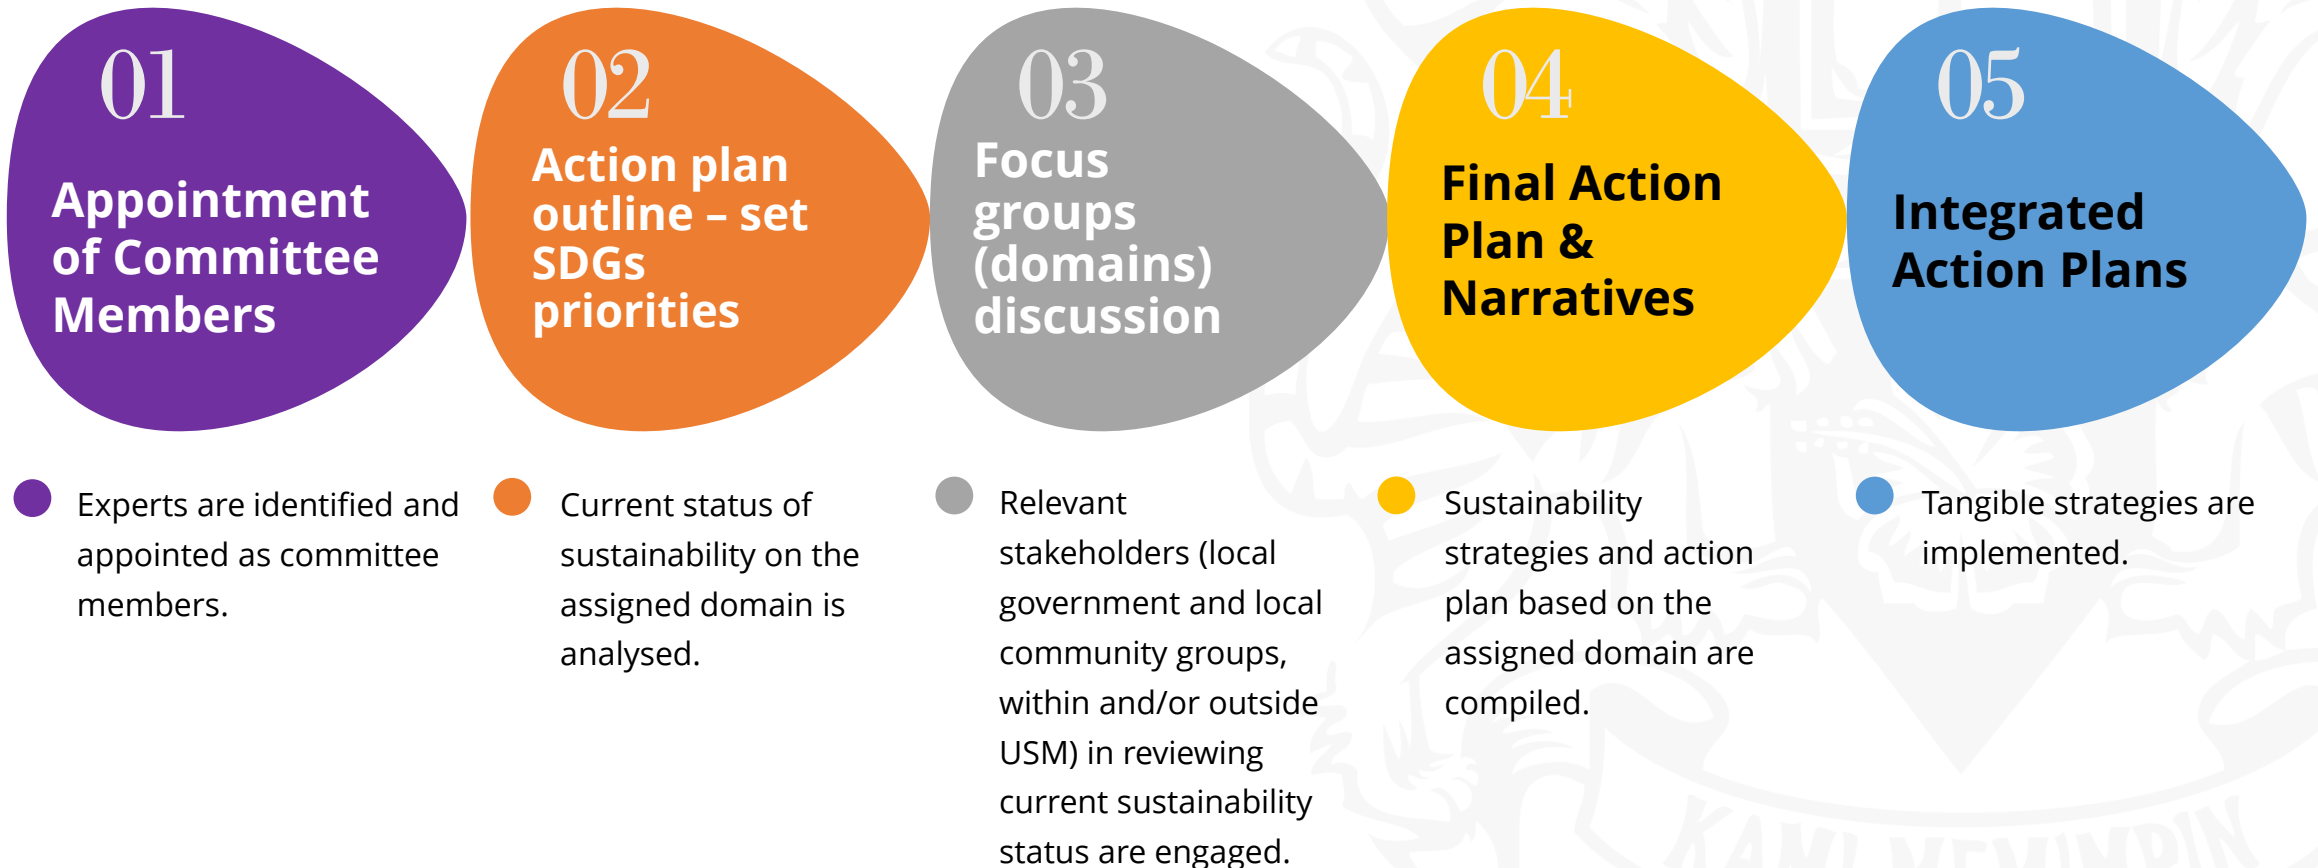 01
Appointment
of Committee
Members
Experts are identified and
appointed as committee
members.
02
Action plan
outline – set
SDGs
priorities
Current status of
sustainability on the
assigned domain is
analysed.
03
Focus
groups
(domains)
discussion
Relevant
stakeholders (local
government and local
community groups,
within and/or outside
USM) in reviewing
current sustainability
status are engaged.
04
Final Action
Plan &
Narratives
Sustainability
strategies and action
plan based on the
assigned domain are
compiled.
05
Integrated
Action Plans
Tangible strategies are
implemented.
KAMI MEMIMPIN